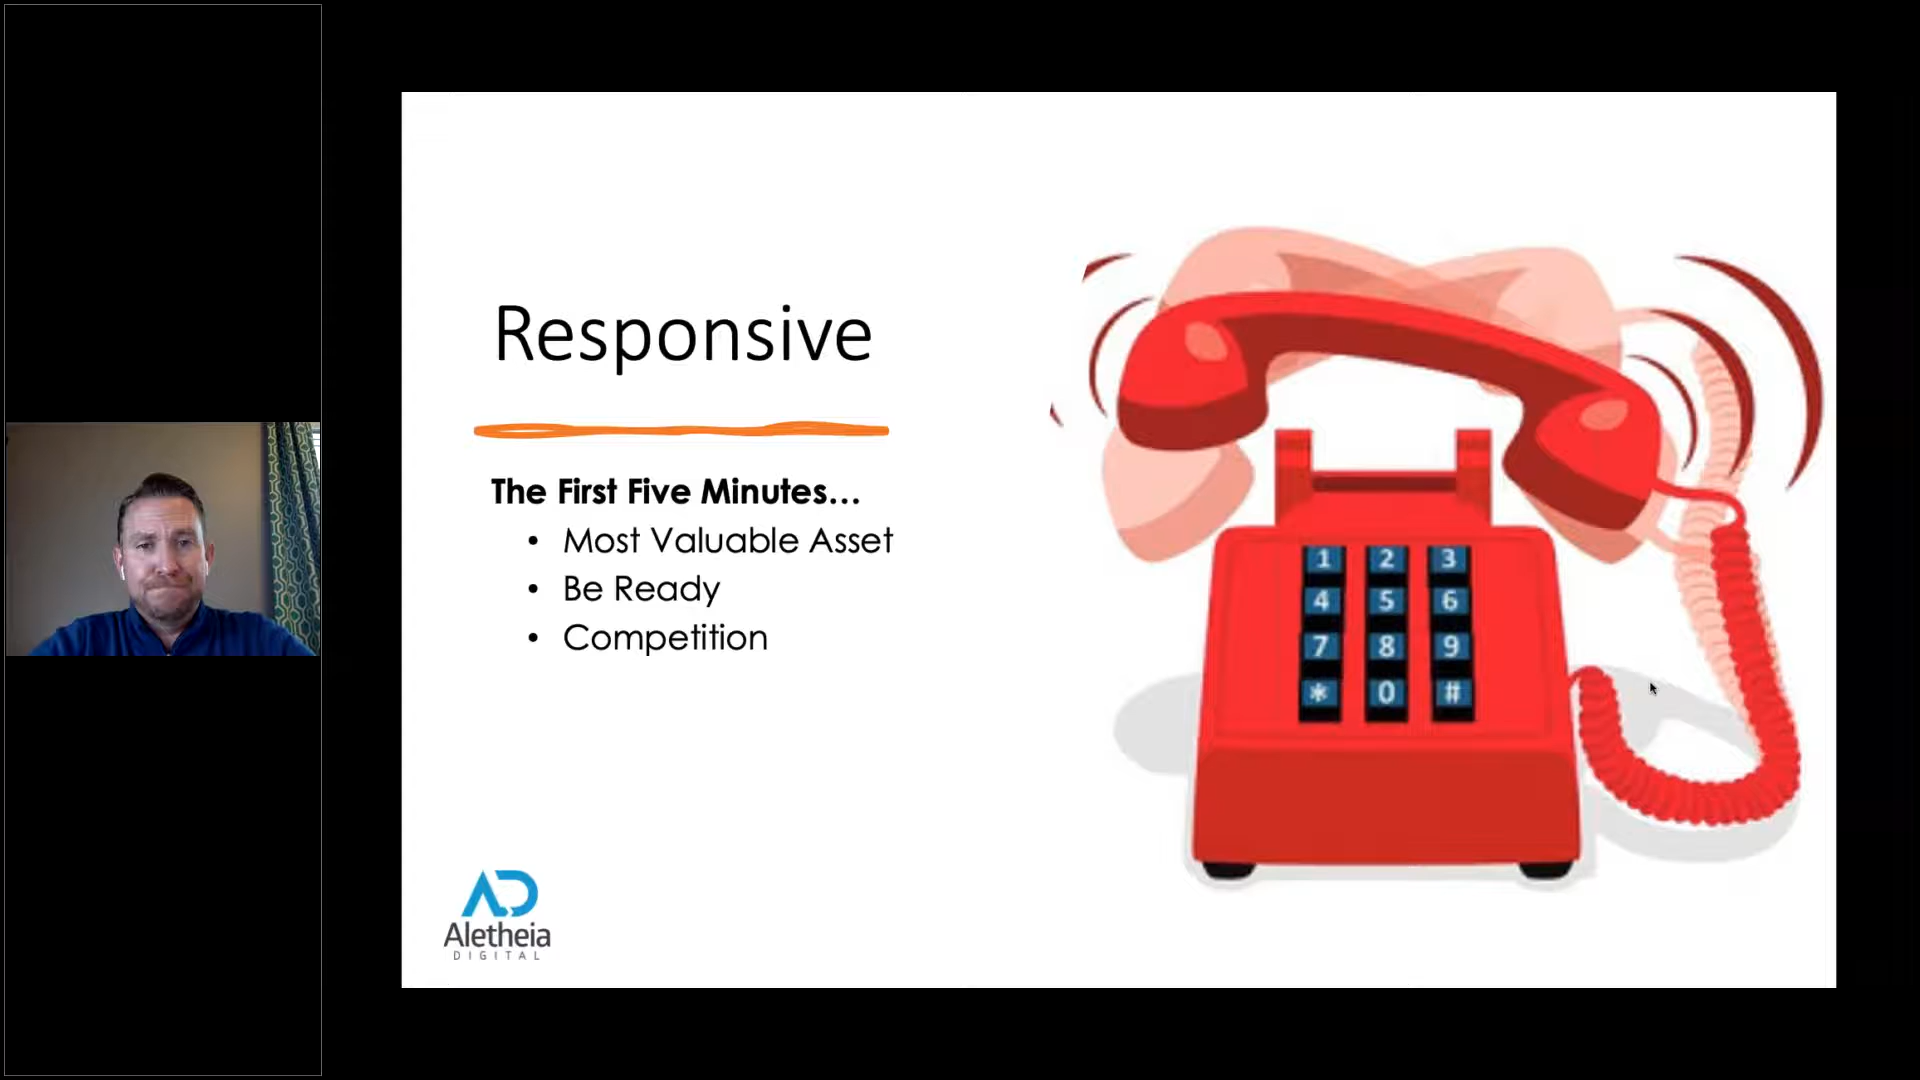 Responsive
The First Five Minutes...
• Most Valuable Asset
• Be Ready
• Competition
1 2 3
4 5 6
7 8 9
* 0 #
AD
Aletheia
DIGITAL